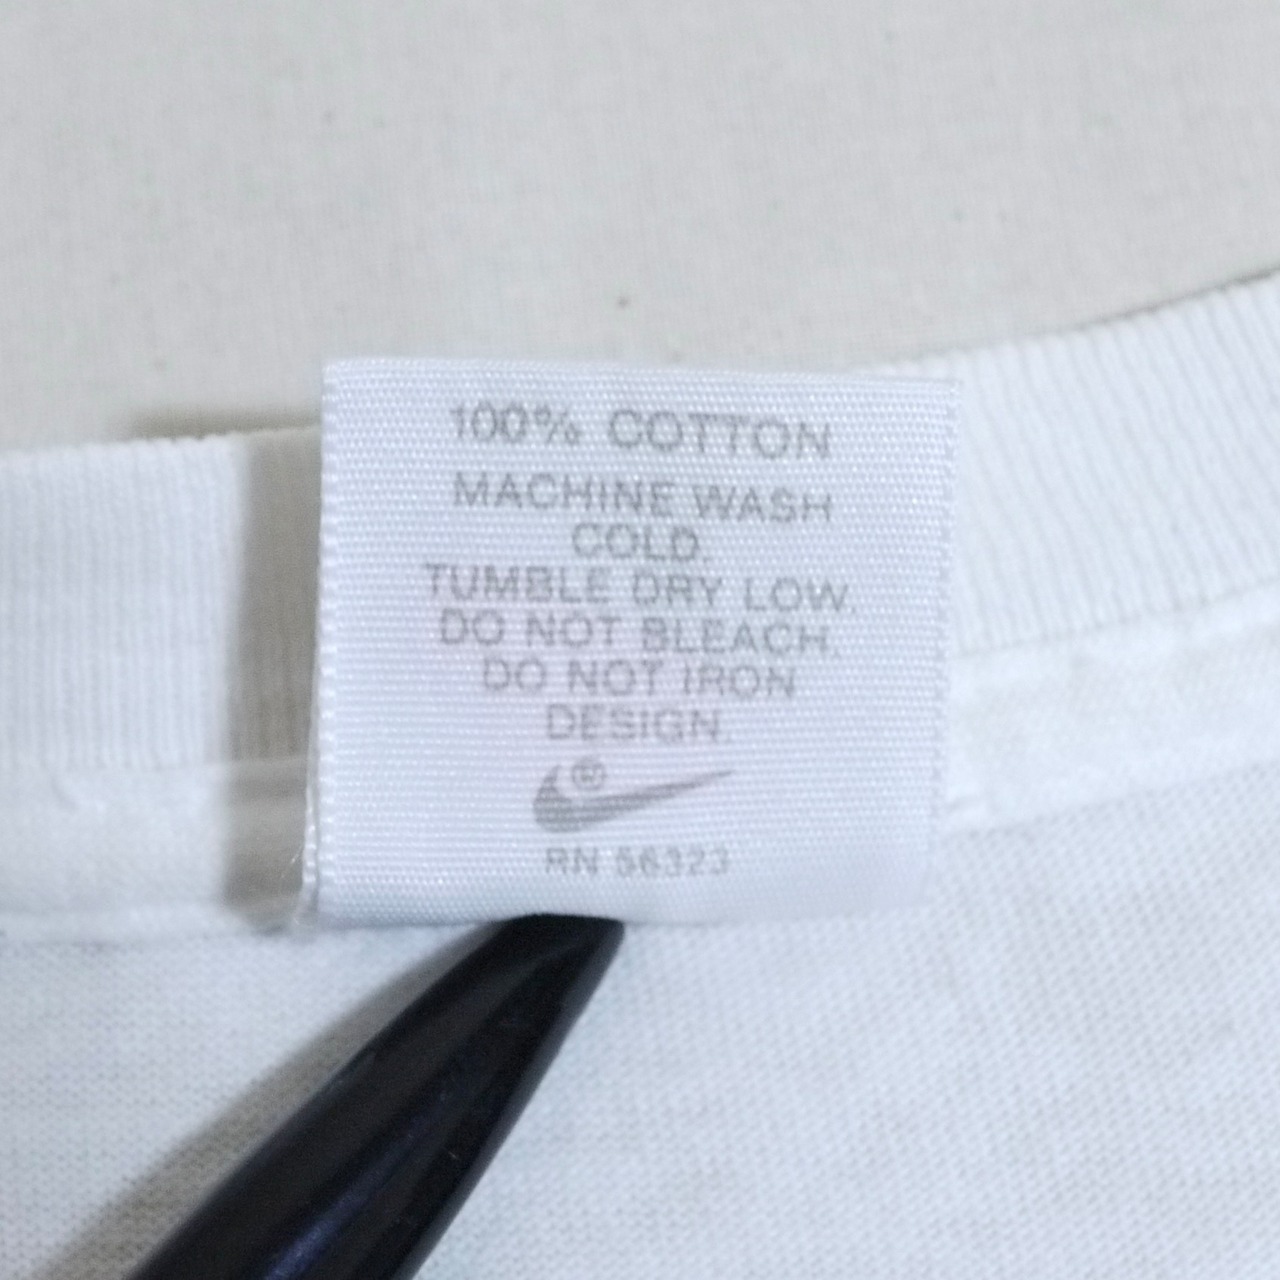 100% COTTON
MACHINE WASH
COLD.
TUMBLE DRY LOW.
DO NOT BLEACH.
DO NOT IRON
DESIGN.
®
RN 56323